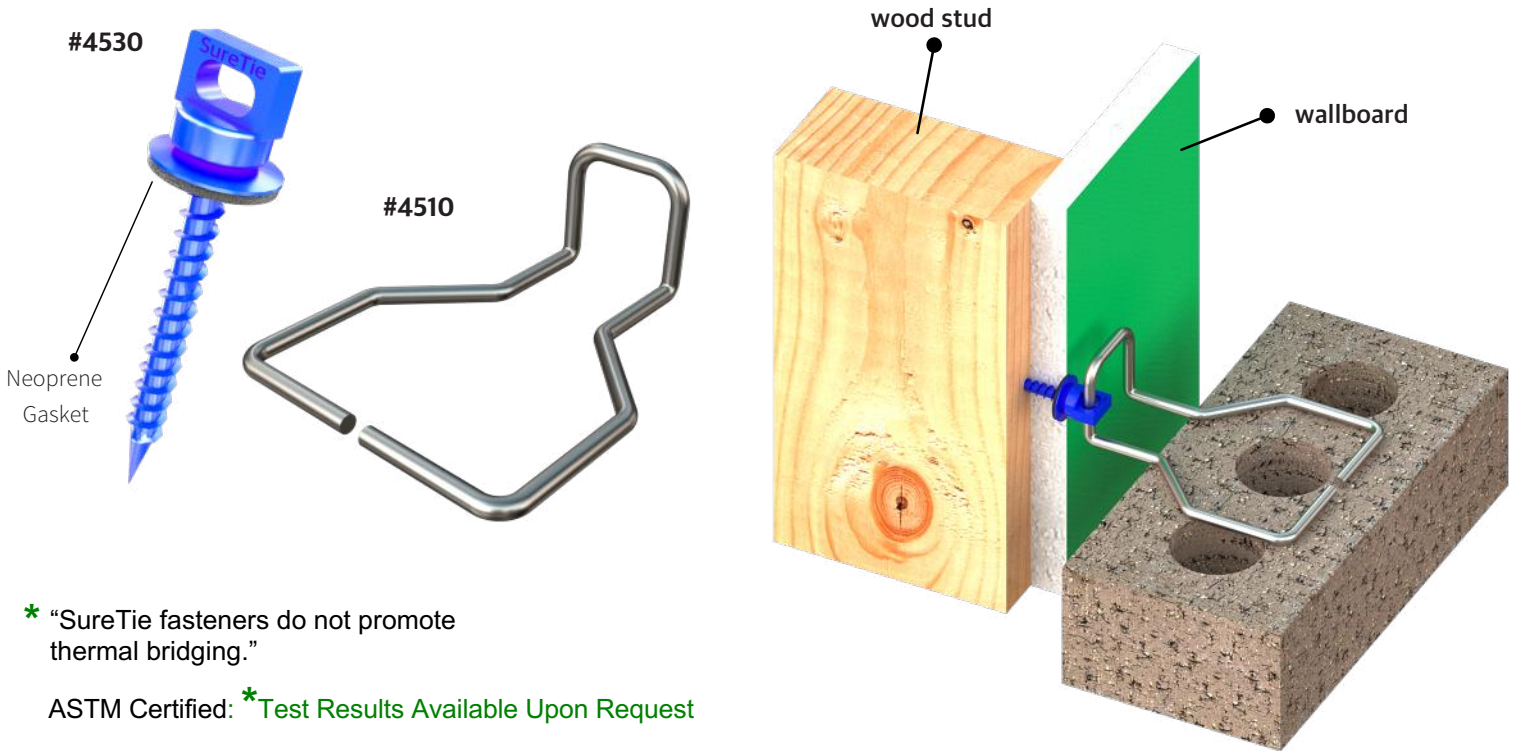 #4530
SureTie
#4510
Neoprene
Gasket
wood stud
wallboard
* “SureTie fasteners do not promote
thermal bridging.”
ASTM Certified: *Test Results Available Upon Request